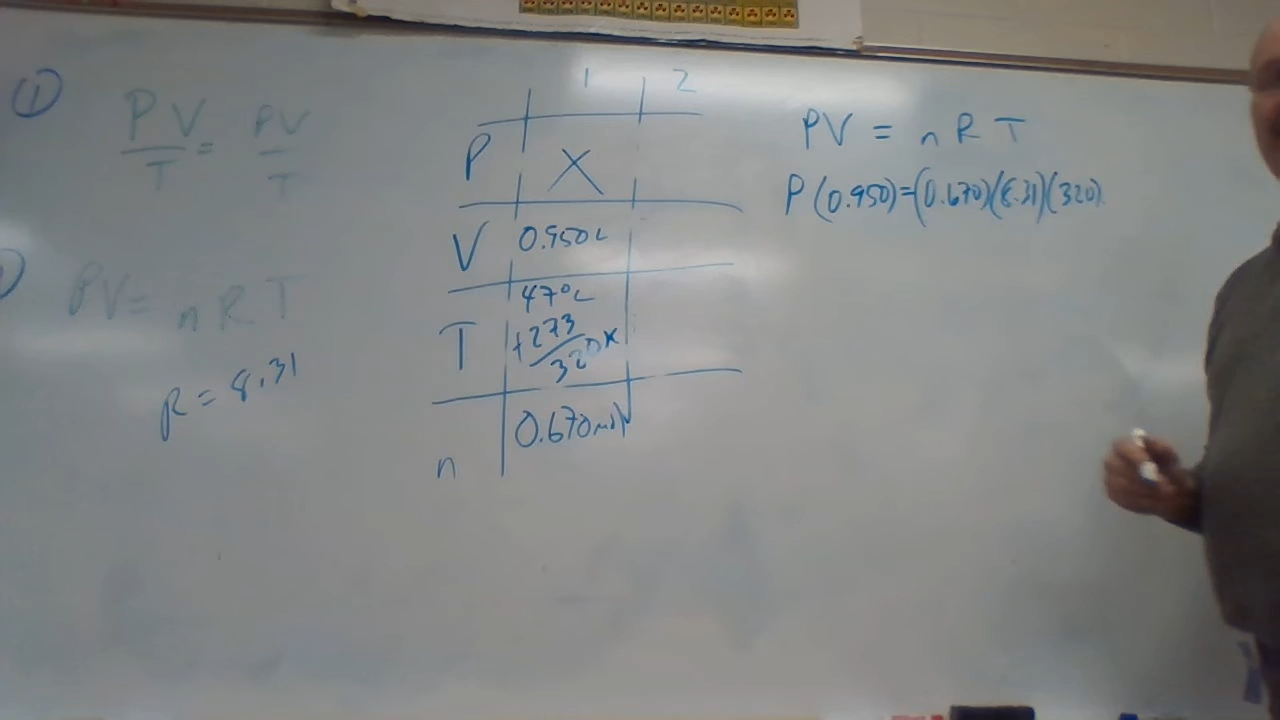 ①
PV/T = PV/T
PV = nRT
R = 8.31
1 2
P X
V 0.950L
T 47°C
+273
320K
n 0.670mol
PV = nRT
P(0.950)=(0.670)(8.31)(320)